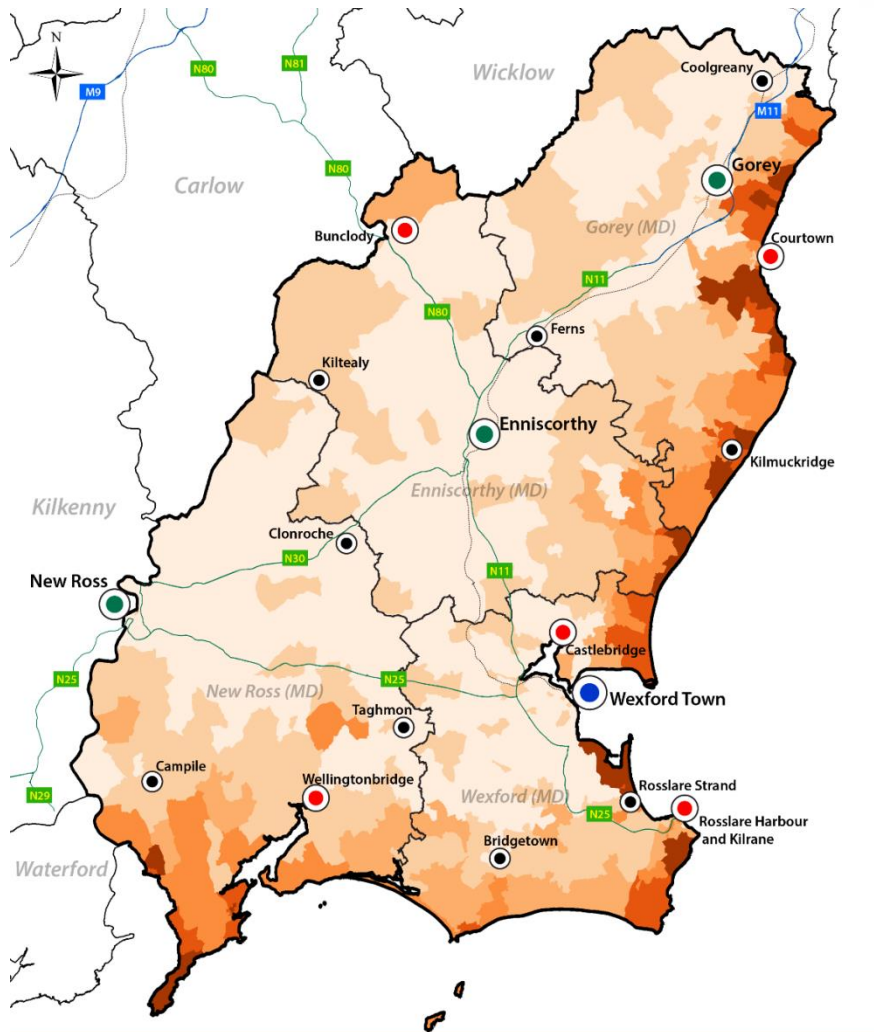 N
M9
N80
N81
Wicklow
Coolgreany
M11
Carlow
N80
Gorey
Bunclody
Gorey (MD)
Courtown
N11
N80
Ferns
Kiltealy
Enniscorthy
Kilmuckridge
Enniscorthy (MD)
Kilkenny
Clonroche
N30
N11
New Ross
Castlebridge
N25
N25
New Ross (MD)
Wexford Town
Taghmon
Campile
Wellingtonbridge
Rosslare Strand
N29
Wexford (MD)
N25
Rosslare Harbour
and Kilrane
Bridgetown
Waterford